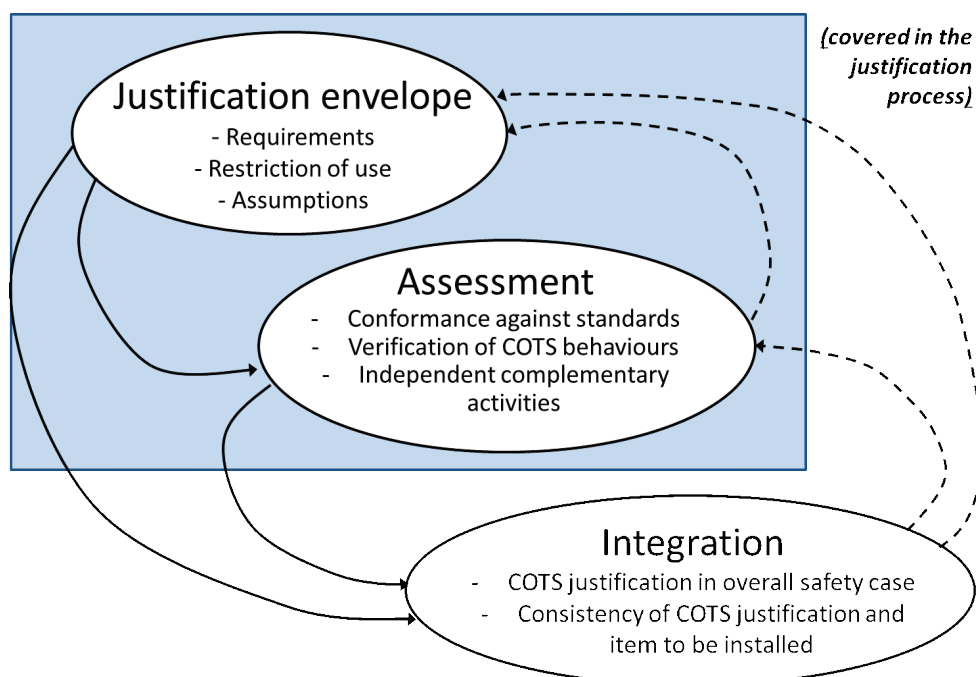 (covered in the
justification
process)
Justification envelope
- Requirements
- Restriction of use
- Assumptions
Assessment
- Conformance against standards
- Verification of COTS behaviours
- Independent complementary
activities
Integration
- COTS justification in overall safety case
- Consistency of COTS justification and
item to be installed